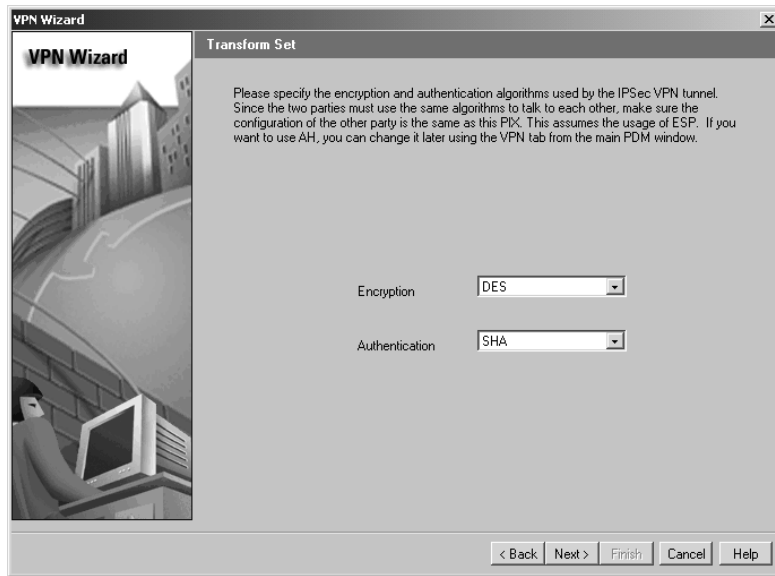 VPN Wizard
VPN Wizard
Transform Set
Please specify the encryption and authentication algorithms used by the IPSec VPN tunnel.
Since the two parties must use the same algorithms to talk to each other, make sure the
configuration of the other party is the same as this PIX. This assumes the usage of ESP. If you
want to use AH, you can change it later using the VPN tab from the main PDM window.
Encryption
DES
Authentication
SHA
< Back
Next >
Finish
Cancel
Help